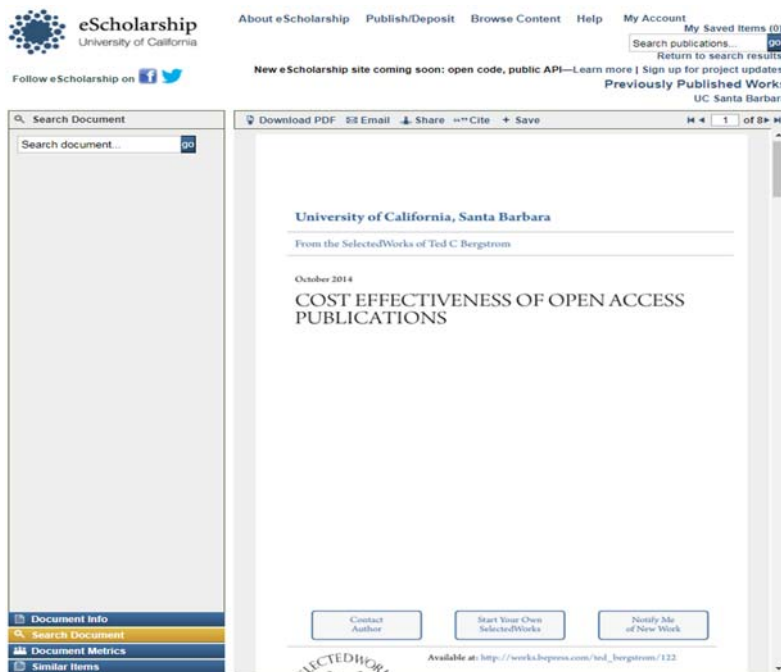 eScholarship
University of California
About eScholarship Publish/Deposit Browse Content Help My Account
My Saved Items (0)
Search publications... go
Return to search results
Follow eScholarship on
New eScholarship site coming soon: open code, public API—Learn more | Sign up for project updates
Previously Published Works
UC Santa Barbar
Search Document
Download PDF Email Share Cite + Save
1 of 8
Search document... go
University of California, Santa Barbara
From the SelectedWorks of Ted C Bergstrom
October 2014
COST EFFECTIVENESS OF OPEN ACCESS
PUBLICATIONS
Contact
Author
Start Your Own
SelectedWorks
Notify Me
of New Work
Document Info
Search Document
Document Metrics
Similar Items
Available at: http://works.bepress.com/ted_bergstrom/122